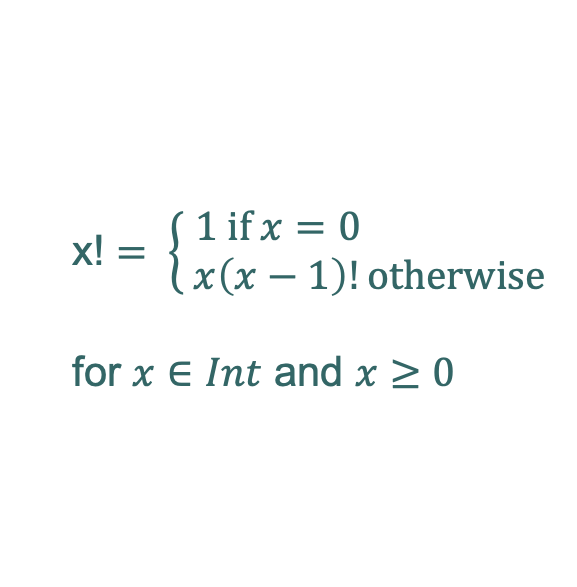 x! = { 1 if x = 0
x(x − 1)! otherwise
for x ∈ Int and x ≥ 0